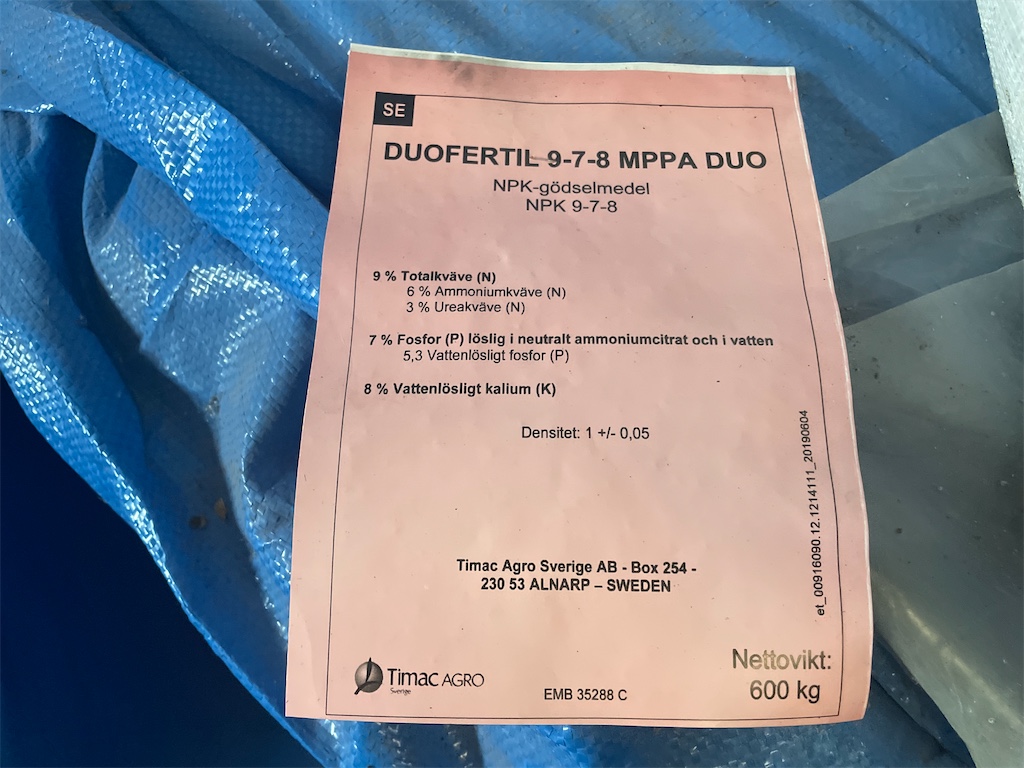 SE
DUOFERTIL 9-7-8 MPPA DUO
NPK-gödselmedel
NPK 9-7-8
9 % Totalkväve (N)
6 % Ammoniumkväve (N)
3 % Ureakväve (N)
7 % Fosfor (P) löslig i neutralt ammoniumcitrat och i vatten
5,3 Vattenlösligt fosfor (P)
8 % Vattenlösligt kalium (K)
Densitet: 1 +/- 0,05
et_00916090.12.1214111_20190604
Timac Agro Sverige AB - Box 254 -
230 53 ALNARP – SWEDEN
Timac AGRO
Sverige
EMB 35288 C
Nettovikt:
600 kg